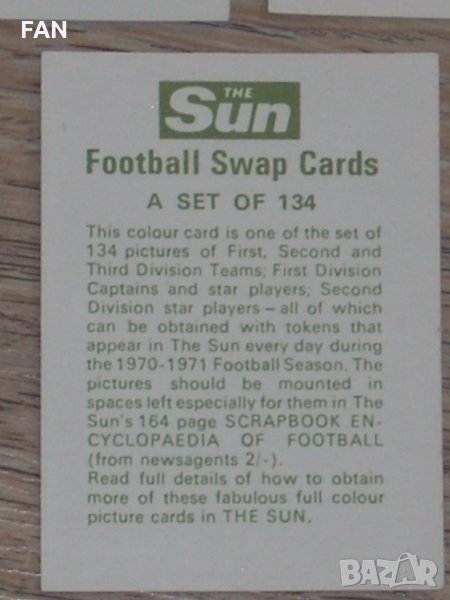 FAN
THE
Sun
Football Swap Cards
A SET OF 134
This colour card is one of the set of
134 pictures of First, Second and
Third Division Teams; First Division
Captains and star players; Second
Division star players – all of which
can be obtained with tokens that
appear in The Sun every day during
the 1970-1971 Football Season. The
pictures should be mounted in
spaces left especially for them in The
Sun's 164 page SCRAPBOOK EN-
CYCLOPAEDIA OF FOOTBALL
(from newsagents 2/-).
Read full details of how to obtain
more of these fabulous full colour
picture cards in THE SUN.
BAZAR